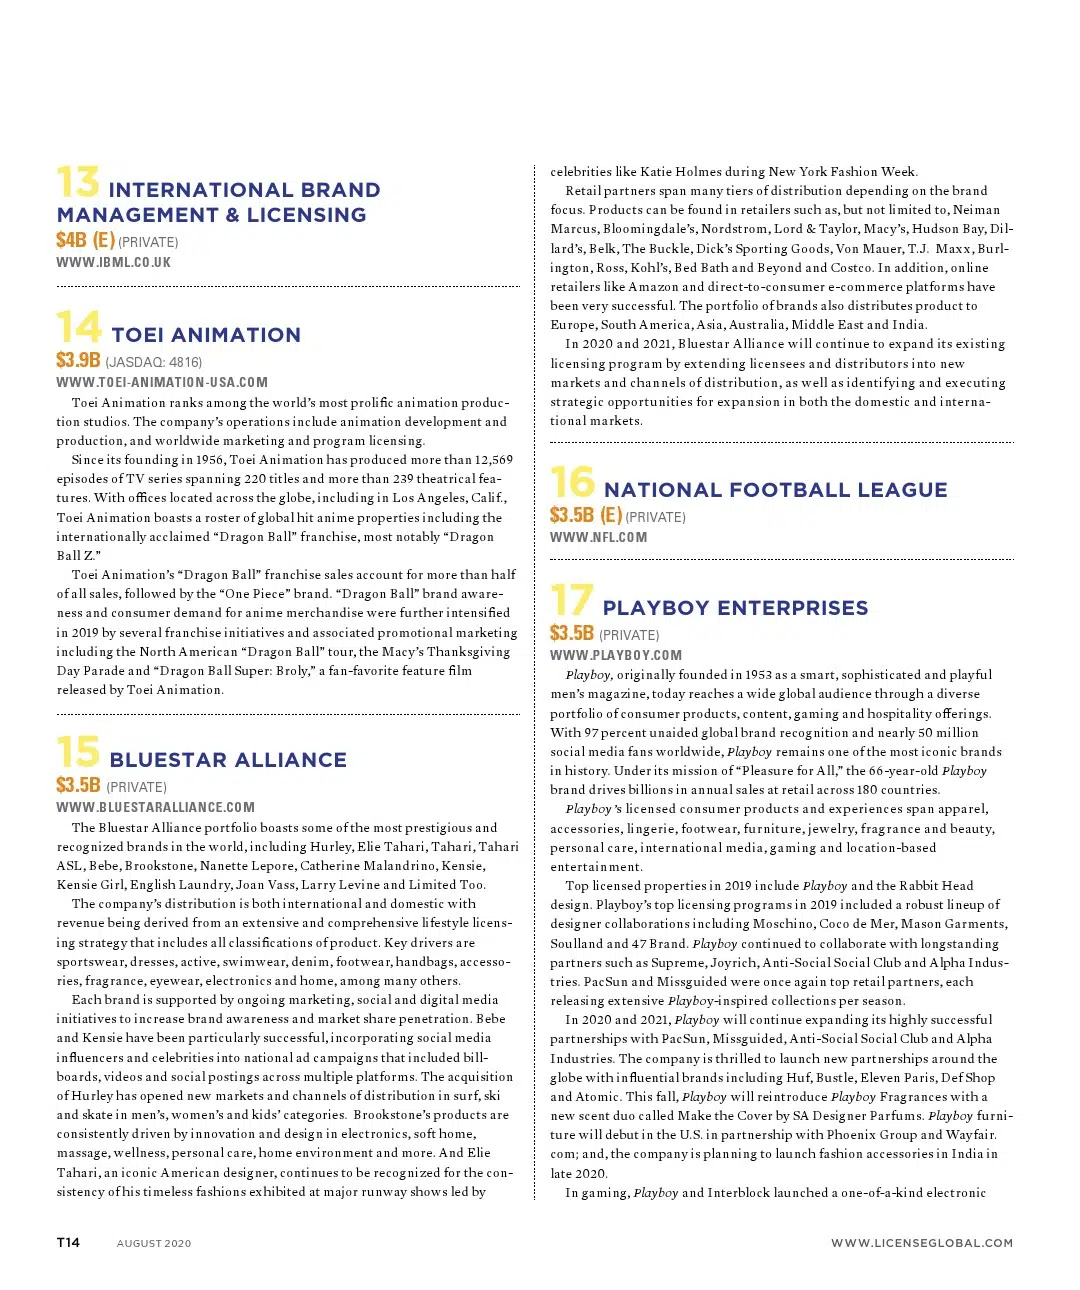 13 INTERNATIONAL BRAND
MANAGEMENT & LICENSING
$4B (E) (PRIVATE)
WWW.IBML.CO.UK
14 TOEI ANIMATION
$3.9B (JASDAQ: 4816)
WWW.TOEI-ANIMATION-USA.COM
Toei Animation ranks among the world's most prolific animation produc-
tion studios. The company's operations include animation development and
production, and worldwide marketing and program licensing.
Since its founding in 1956, Toei Animation has produced more than 12,569
episodes of TV series spanning 220 titles and more than 239 theatrical fea-
tures. With offices located across the globe, including in Los Angeles, Calif.,
Toei Animation boasts a roster of global hit anime properties including the
internationally acclaimed “Dragon Ball” franchise, most notably “Dragon
Ball Z.”
Toei Animation's “Dragon Ball” franchise sales account for more than half
of all sales, followed by the “One Piece” brand. “Dragon Ball” brand aware-
ness and consumer demand for anime merchandise were further intensified
in 2019 by several franchise initiatives and associated promotional marketing
including the North American “Dragon Ball” tour, the Macy's Thanksgiving
Day Parade and “Dragon Ball Super: Broly,” a fan-favorite feature film
released by Toei Animation.
15 BLUESTAR ALLIANCE
$3.5B (PRIVATE)
WWW.BLUESTARALLIANCE.COM
The Bluestar Alliance portfolio boasts some of the most prestigious and
recognized brands in the world, including Hurley, Elie Tahari, Tahari, Tahari
ASL, Bebe, Brookstone, Nanette Lepore, Catherine Malandrino, Kensie,
Kensie Girl, English Laundry, Joan Vass, Larry Levine and Limited Too.
The company's distribution is both international and domestic with
revenue being derived from an extensive and comprehensive lifestyle licens-
ing strategy that includes all classifications of product. Key drivers are
sportswear, dresses, active, swimwear, denim, footwear, handbags, accesso-
ries, fragrance, eyewear, electronics and home, among many others.
Each brand is supported by ongoing marketing, social and digital media
initiatives to increase brand awareness and market share penetration. Bebe
and Kensie have been particularly successful, incorporating social media
influencers and celebrities into national ad campaigns that included bill-
boards, videos and social postings across multiple platforms. The acquisition
of Hurley has opened new markets and channels of distribution in surf, ski
and skate in men's, women's and kids' categories. Brookstone's products are
consistently driven by innovation and design in electronics, soft home,
massage, wellness, personal care, home environment and more. And Elie
Tahari, an iconic American designer, continues to be recognized for the con-
sistency of his timeless fashions exhibited at major runway shows led by
celebrities like Katie Holmes during New York Fashion Week.
Retail partners span many tiers of distribution depending on the brand
focus. Products can be found in retailers such as, but not limited to, Neiman
Marcus, Bloomingdale's, Nordstrom, Lord & Taylor, Macy's, Hudson Bay, Dil-
lard's, Belk, The Buckle, Dick's Sporting Goods, Von Mauer, T.J. Maxx, Burl-
ington, Ross, Kohl's, Bed Bath and Beyond and Costco. In addition, online
retailers like Amazon and direct-to-consumer e-commerce platforms have
been very successful. The portfolio of brands also distributes product to
Europe, South America, Asia, Australia, Middle East and India.
In 2020 and 2021, Bluestar Alliance will continue to expand its existing
licensing program by extending licensees and distributors into new
markets and channels of distribution, as well as identifying and executing
strategic opportunities for expansion in both the domestic and interna-
tional markets.
16 NATIONAL FOOTBALL LEAGUE
$3.5B (E) (PRIVATE)
WWW.NFL.COM
17 PLAYBOY ENTERPRISES
$3.5B (PRIVATE)
WWW.PLAYBOY.COM
Playboy, originally founded in 1953 as a smart, sophisticated and playful
men's magazine, today reaches a wide global audience through a diverse
portfolio of consumer products, content, gaming and hospitality offerings.
With 97 percent unaided global brand recognition and nearly 50 million
social media fans worldwide, Playboy remains one of the most iconic brands
in history. Under its mission of “Pleasure for All,” the 66-year-old Playboy
brand drives billions in annual sales at retail across 180 countries.
Playboy's licensed consumer products and experiences span apparel,
accessories, lingerie, footwear, furniture, jewelry, fragrance and beauty,
personal care, international media, gaming and location-based
entertainment.
Top licensed properties in 2019 include Playboy and the Rabbit Head
design. Playboy's top licensing programs in 2019 included a robust lineup of
designer collaborations including Moschino, Coco de Mer, Mason Garments,
Soulland and 47 Brand. Playboy continued to collaborate with longstanding
partners such as Supreme, Joyrich, Anti-Social Social Club and Alpha Indus-
tries. PacSun and Missguided were once again top retail partners, each
releasing extensive Playboy-inspired collections per season.
In 2020 and 2021, Playboy will continue expanding its highly successful
partnerships with PacSun, Missguided, Anti-Social Social Club and Alpha
Industries. The company is thrilled to launch new partnerships around the
globe with influential brands including Huf, Bustle, Eleven Paris, Def Shop
and Atomic. This fall, Playboy will reintroduce Playboy Fragrances with a
new scent duo called Make the Cover by SA Designer Parfums. Playboy furni-
ture will debut in the U.S. in partnership with Phoenix Group and Wayfair.
com; and, the company is planning to launch fashion accessories in India in
late 2020.
In gaming, Playboy and Interblock launched a one-of-a-kind electronic
T14 AUGUST 2020 WWW.LICENSEGLOBAL.COM